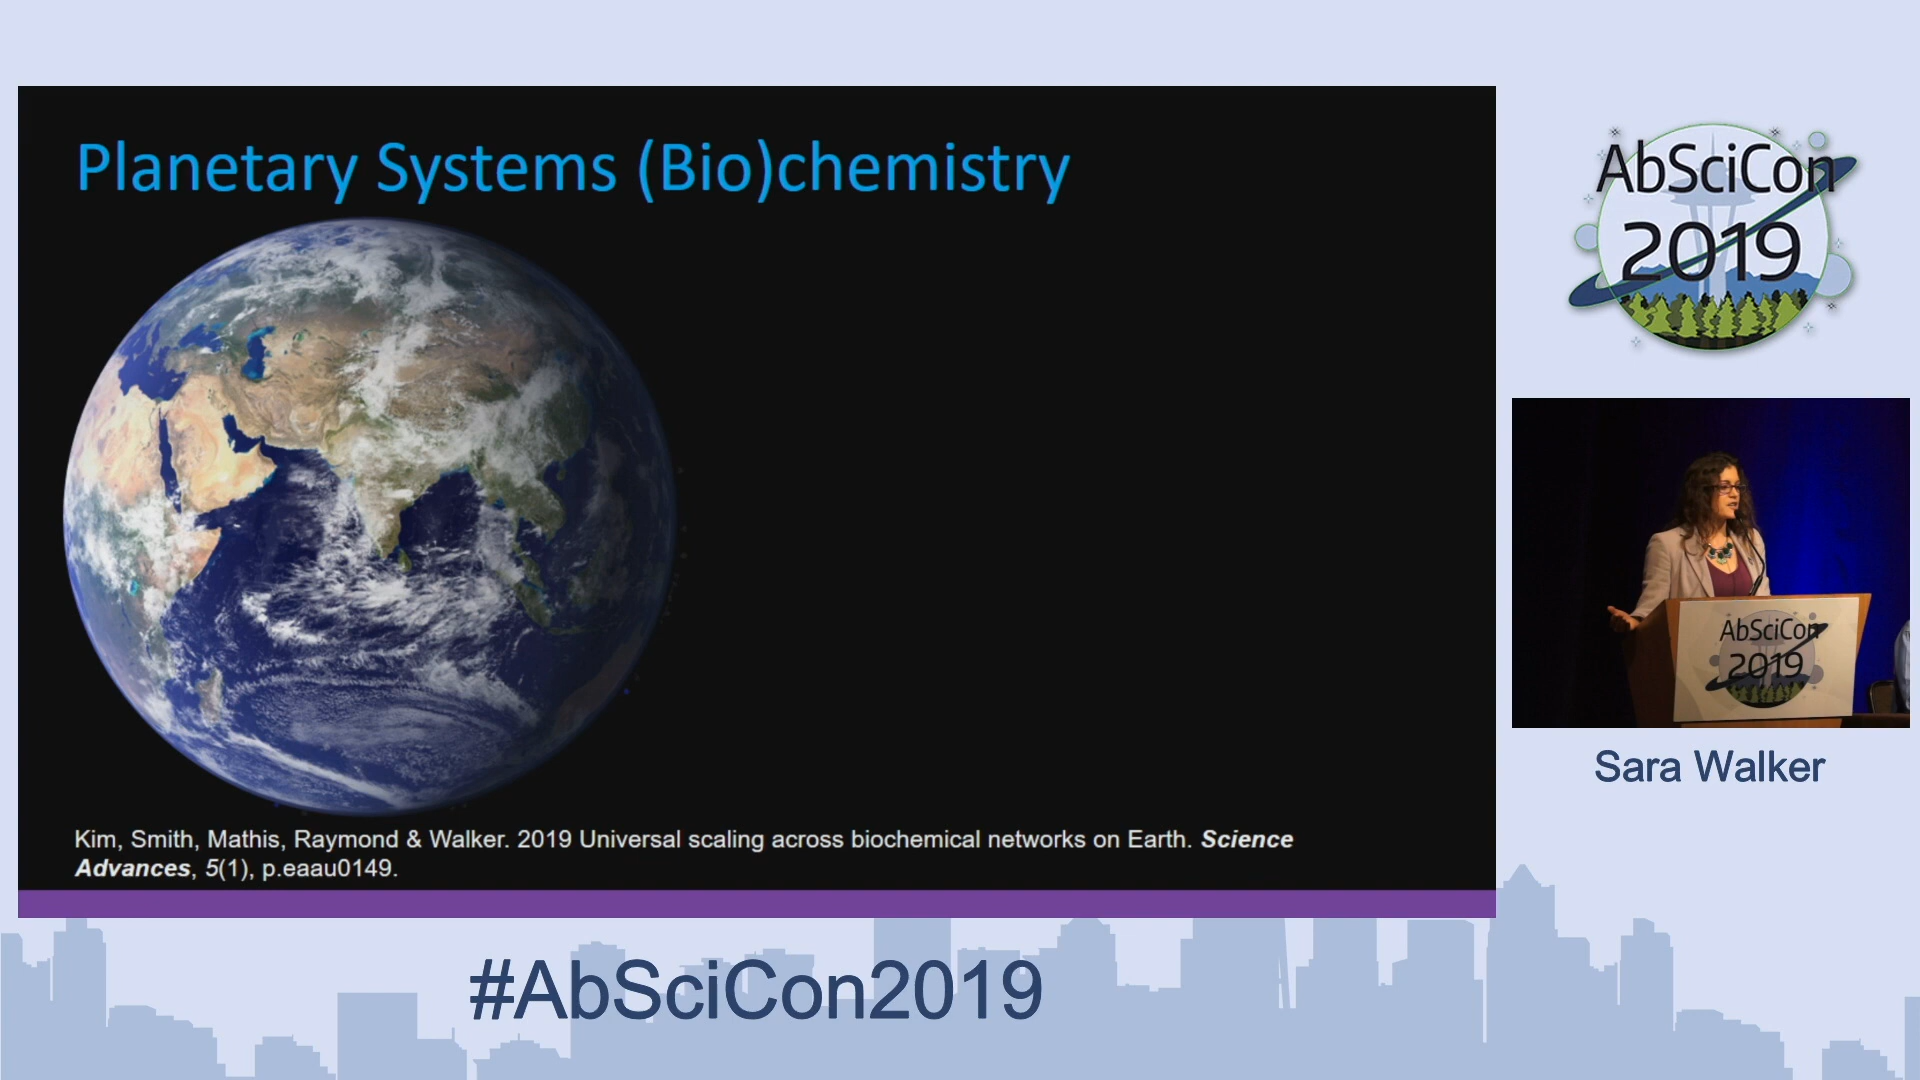 Planetary Systems (Bio)chemistry
Kim, Smith, Mathis, Raymond & Walker. 2019 Universal scaling across biochemical networks on Earth. Science
Advances, 5(1), p.eaau0149.
AbSciCon
2019
AbSciCon
2019
Sara Walker
#AbSciCon2019